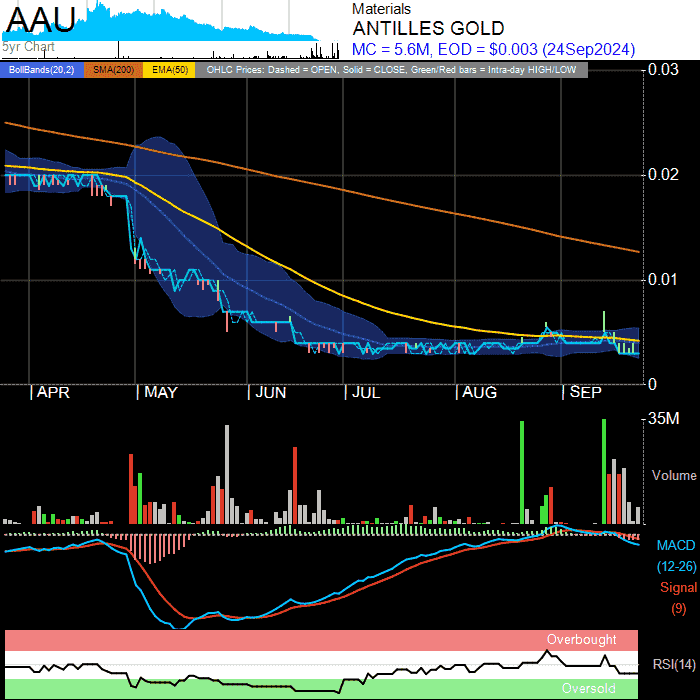 AAU
5yr Chart
Materials
ANTILLES GOLD
MC = 5.6M, EOD = $0.003 (24Sep2024)
BollBands(20,2) SMA(200) EMA(50) OHLC Prices: Dashed = OPEN, Solid = CLOSE, Green/Red bars = Intra-day HIGH/LOW
0.03
0.02
0.01
0
APR MAY JUN JUL AUG SEP
35M
Volume
MACD
(12-26)
Signal
(9)
Overbought
RSI(14)
Oversold